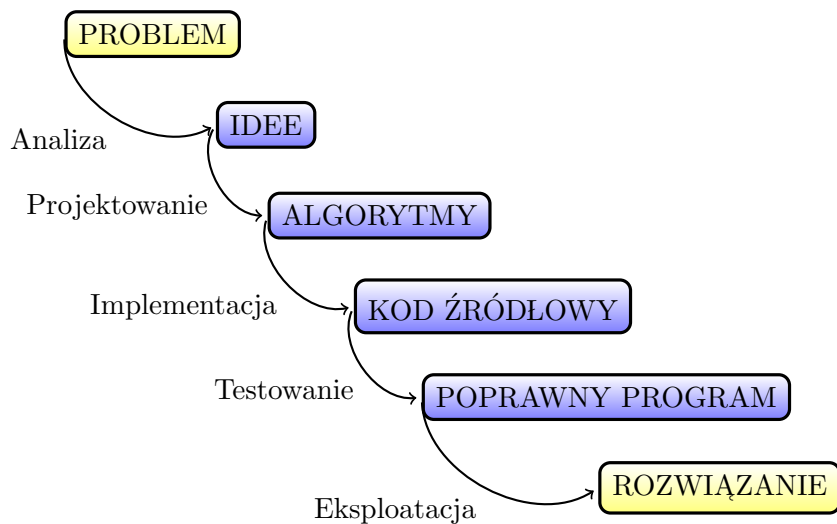 PROBLEM
Analiza
IDEE
Projektowanie
ALGORYTMY
Implementacja
KOD ŹRÓDŁOWY
Testowanie
POPRAWNY PROGRAM
Eksploatacja
ROZWIĄZANIE